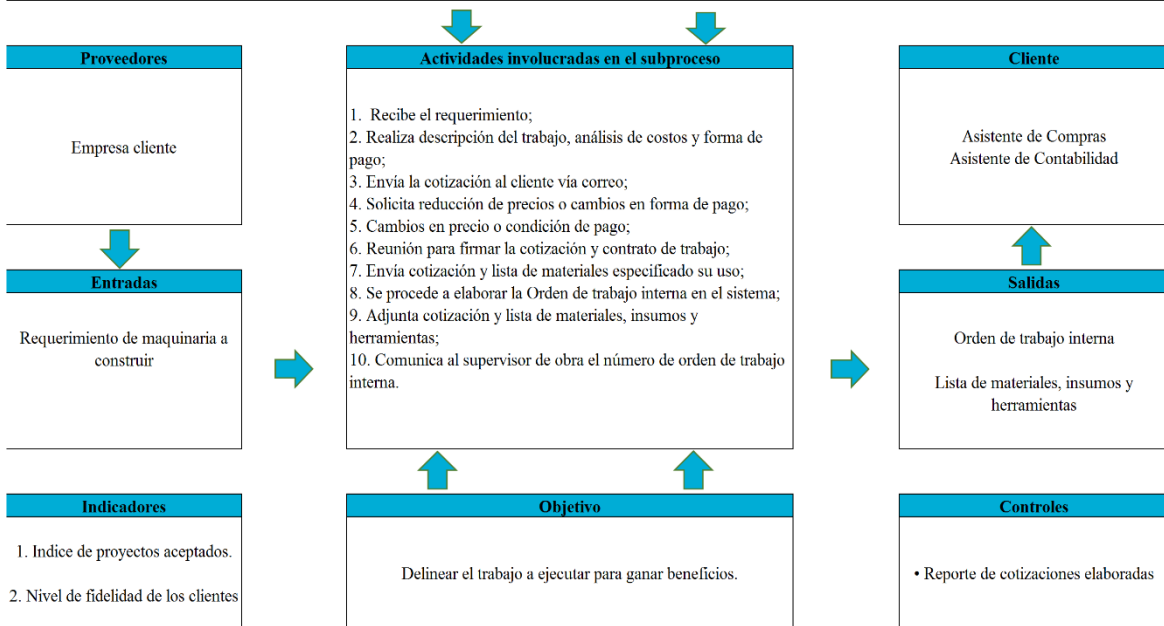 Proveedores
Empresa cliente
Entradas
Requerimiento de maquinaria a
construir
Indicadores
1. Indice de proyectos aceptados.
2. Nivel de fidelidad de los clientes
Actividades involucradas en el subproceso
1. Recibe el requerimiento;
2. Realiza descripción del trabajo, análisis de costos y forma de
pago;
3. Envía la cotización al cliente vía correo;
4. Solicita reducción de precios o cambios en forma de pago;
5. Cambios en precio o condición de pago;
6. Reunión para firmar la cotización y contrato de trabajo;
7. Envía cotización y lista de materiales especificado su uso;
8. Se procede a elaborar la Orden de trabajo interna en el sistema;
9. Adjunta cotización y lista de materiales, insumos y
herramientas;
10. Comunica al supervisor de obra el número de orden de trabajo
interna.
Objetivo
Delinear el trabajo a ejecutar para ganar beneficios.
Cliente
Asistente de Compras
Asistente de Contabilidad
Salidas
Orden de trabajo interna
Lista de materiales, insumos y
herramientas
Controles
• Reporte de cotizaciones elaboradas